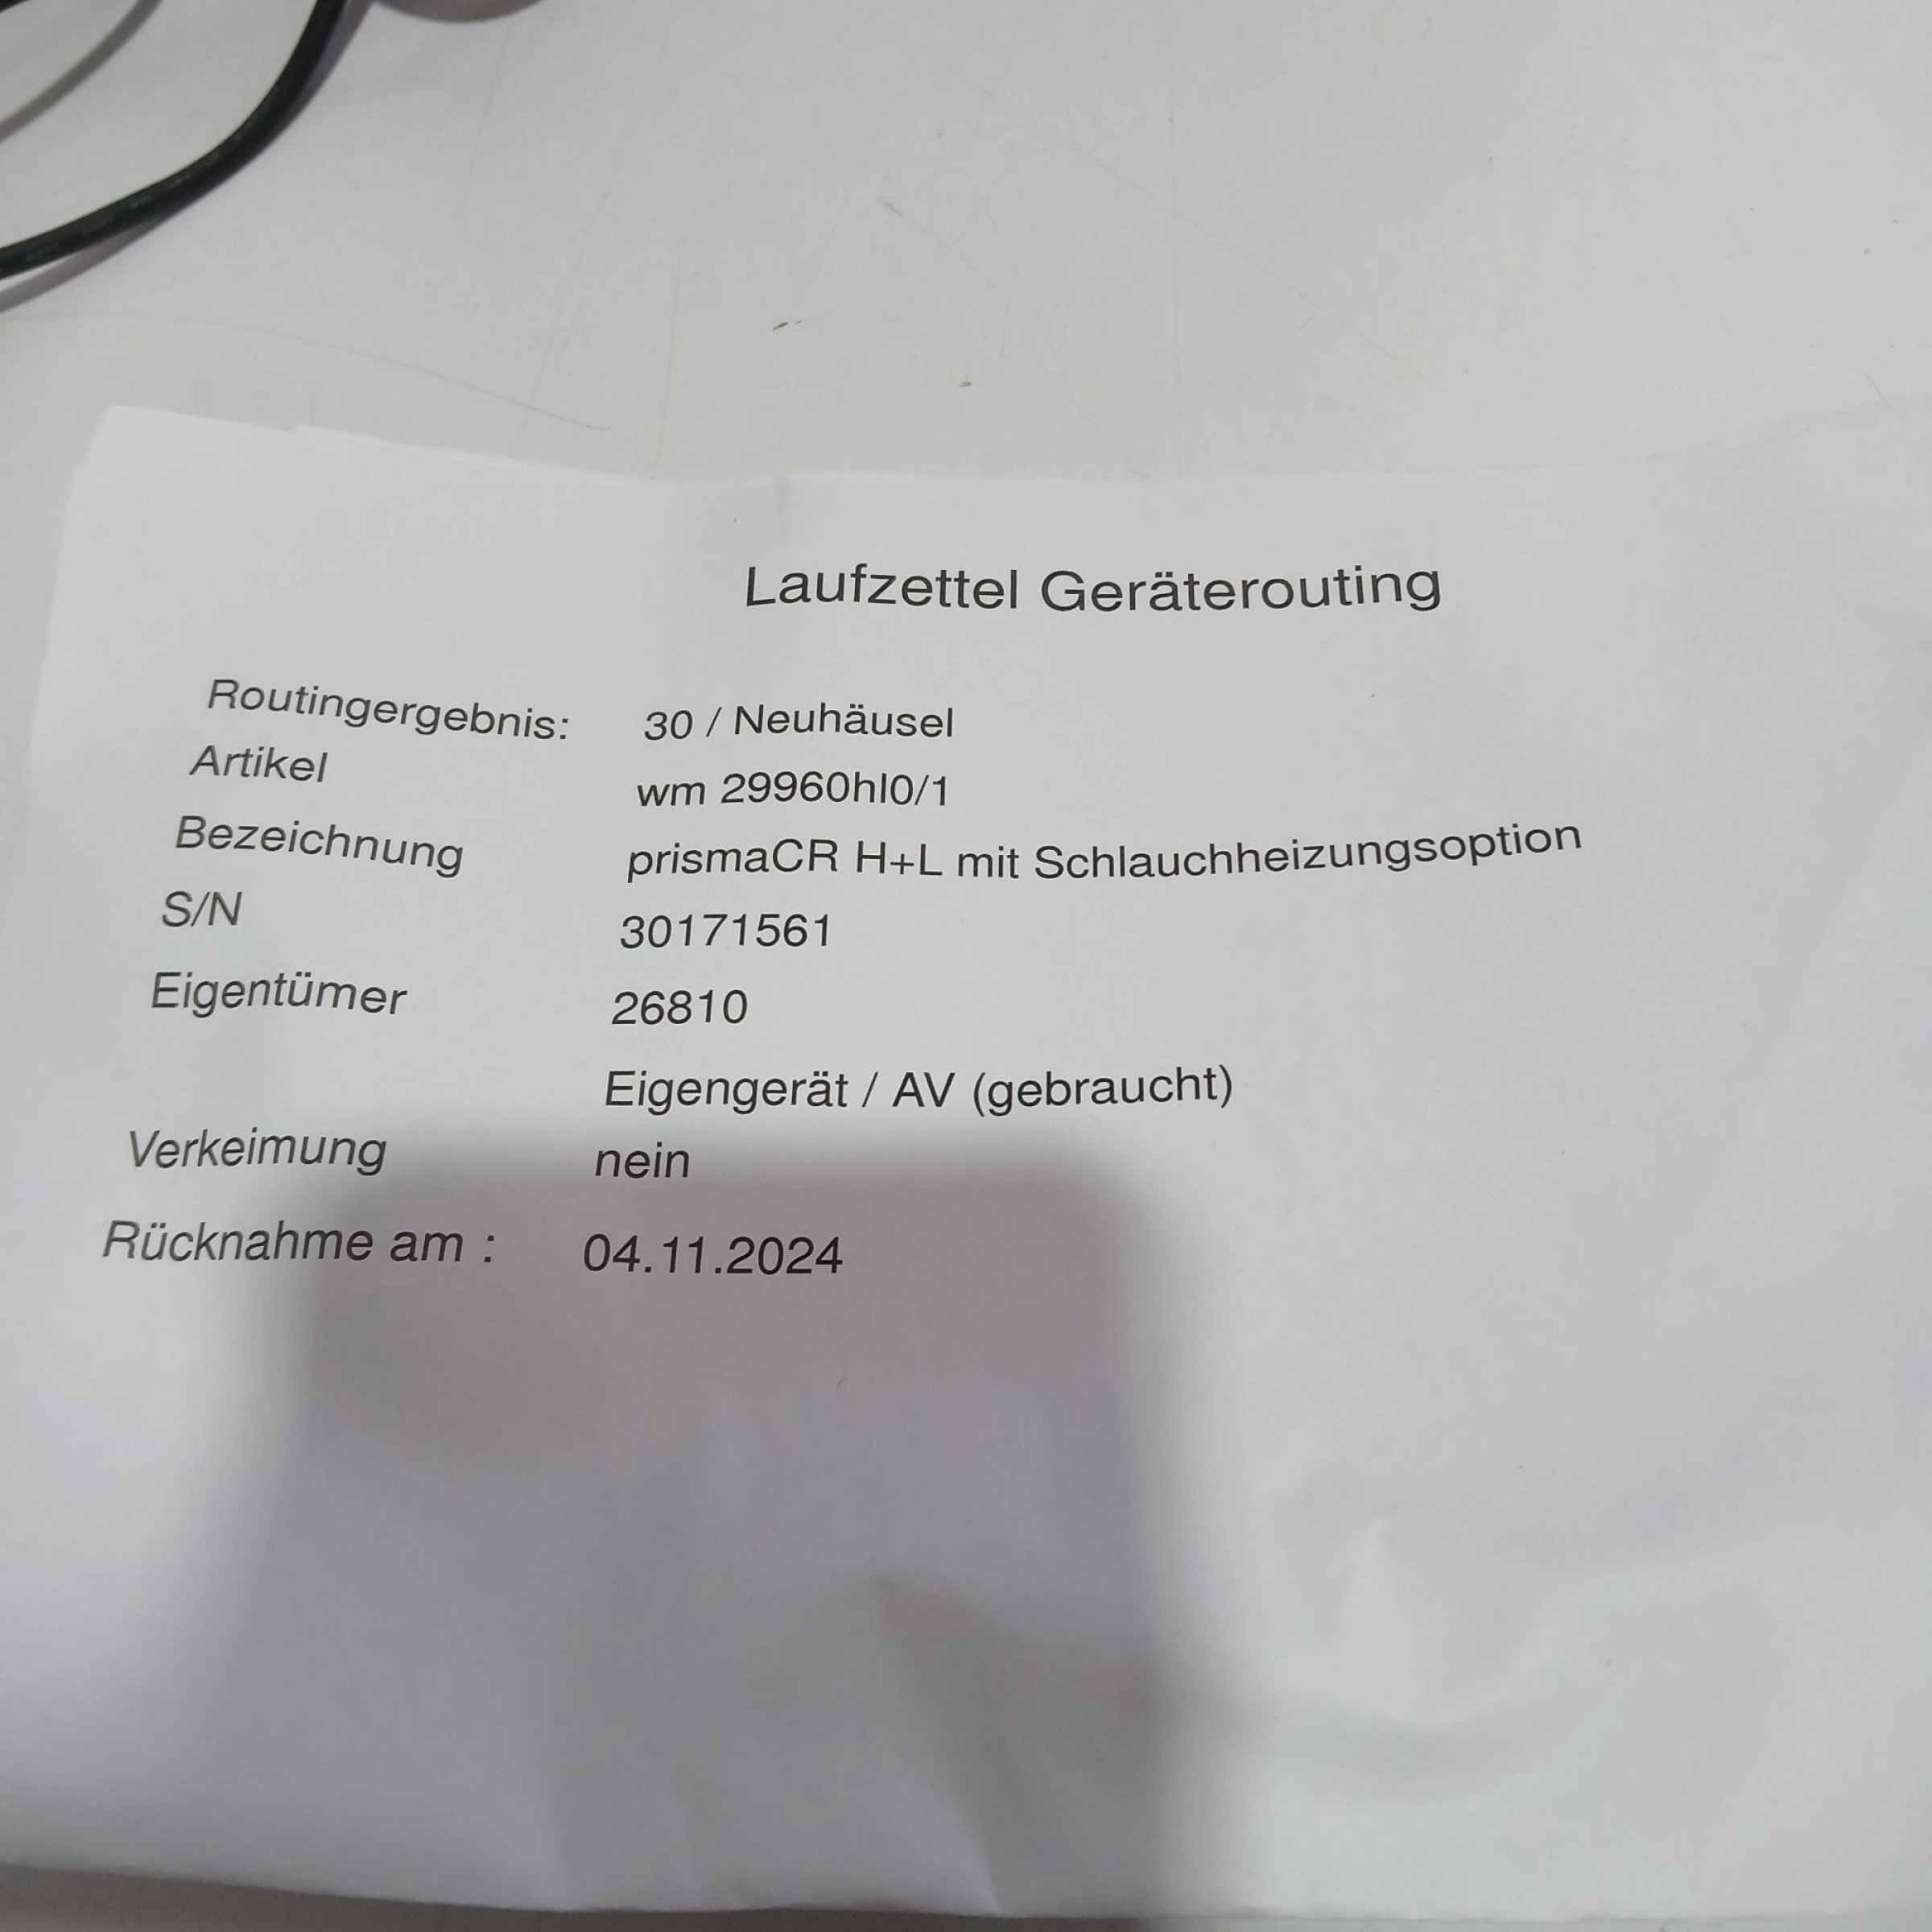 Laufzettel Geräterouting
Routingergebnis: 30 / Neuhäusel
Artikel wm 29960hl0/1
Bezeichnung prismaCR H+L mit Schlauchheizungsoption
S/N 30171561
Eigentümer 26810
Eigengerät / AV (gebraucht)
Verkeimung nein
Rücknahme am : 04.11.2024